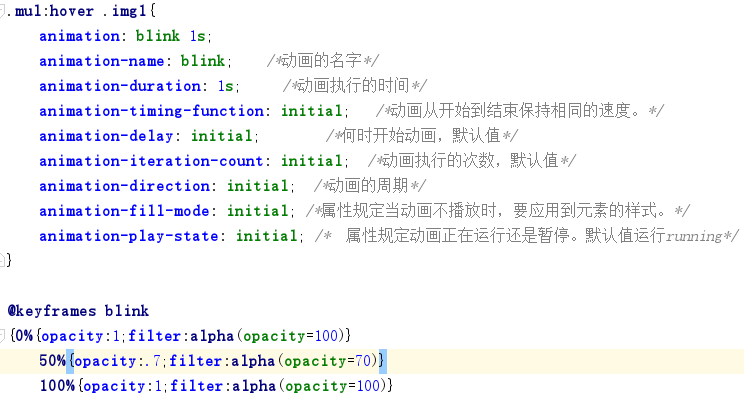 .mul:hover .img1{
animation: blink 1s;
animation-name: blink; /*动画的名字*/
animation-duration: 1s; /*动画执行的时间*/
animation-timing-function: initial; /*动画从开始到结束保持相同的速度。*/
animation-delay: initial; /*何时开始动画，默认值*/
animation-iteration-count: initial; /*动画执行的次数，默认值*/
animation-direction: initial; /*动画的周期*/
animation-fill-mode: initial; /*属性规定当动画不播放时，要应用到元素的样式。*/
animation-play-state: initial; /* 属性规定动画正在运行还是暂停。默认值运行running*/
}
@keyframes blink
{0%{opacity:1;filter:alpha(opacity=100)}
50%{opacity:.7;filter:alpha(opacity=70)}
100%{opacity:1;filter:alpha(opacity=100)}